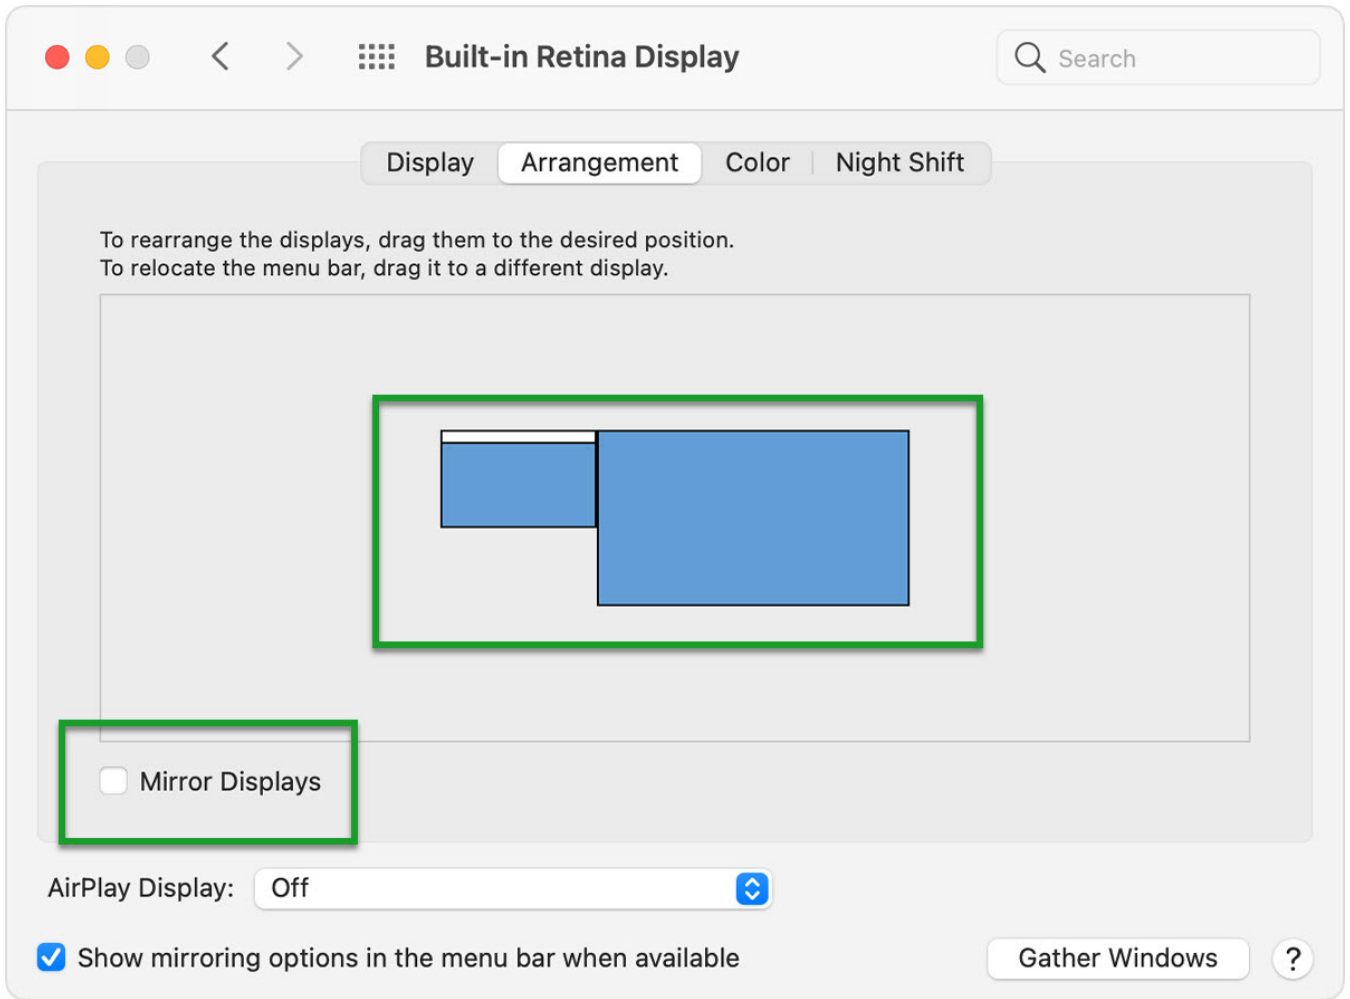 Built-in Retina Display
Search
Display Arrangement Color Night Shift
To rearrange the displays, drag them to the desired position.
To relocate the menu bar, drag it to a different display.
Mirror Displays
AirPlay Display: Off
Show mirroring options in the menu bar when available
Gather Windows ?